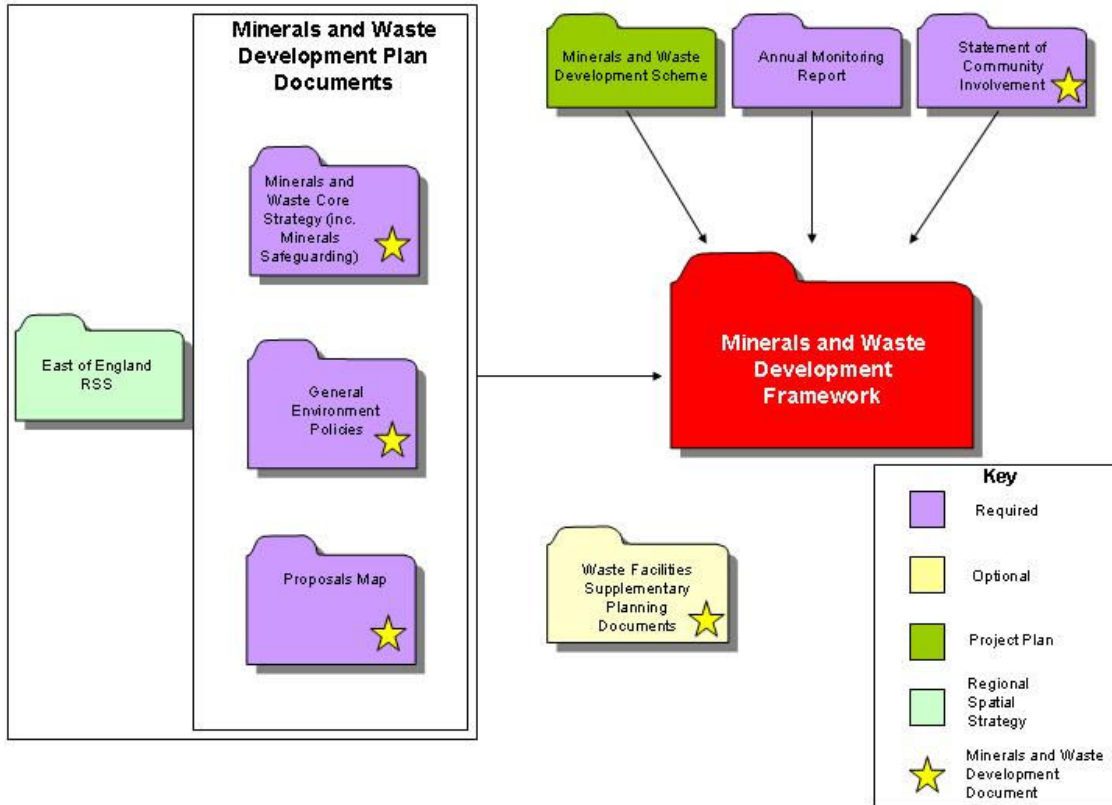 Minerals and Waste
Development Plan
Documents
Minerals and Waste
Development Scheme
Annual Monitoring
Report
Statement of
Community
Involvement
Minerals and
Waste Core
Strategy (inc.
Minerals
Safeguarding)
East of England
RSS
General
Environment
Policies
Minerals and Waste
Development
Framework
Proposals Map
Waste Facilities
Supplementary
Planning
Documents
Key
Required
Optional
Project Plan
Regional
Spatial
Strategy
Minerals and Waste
Development
Document